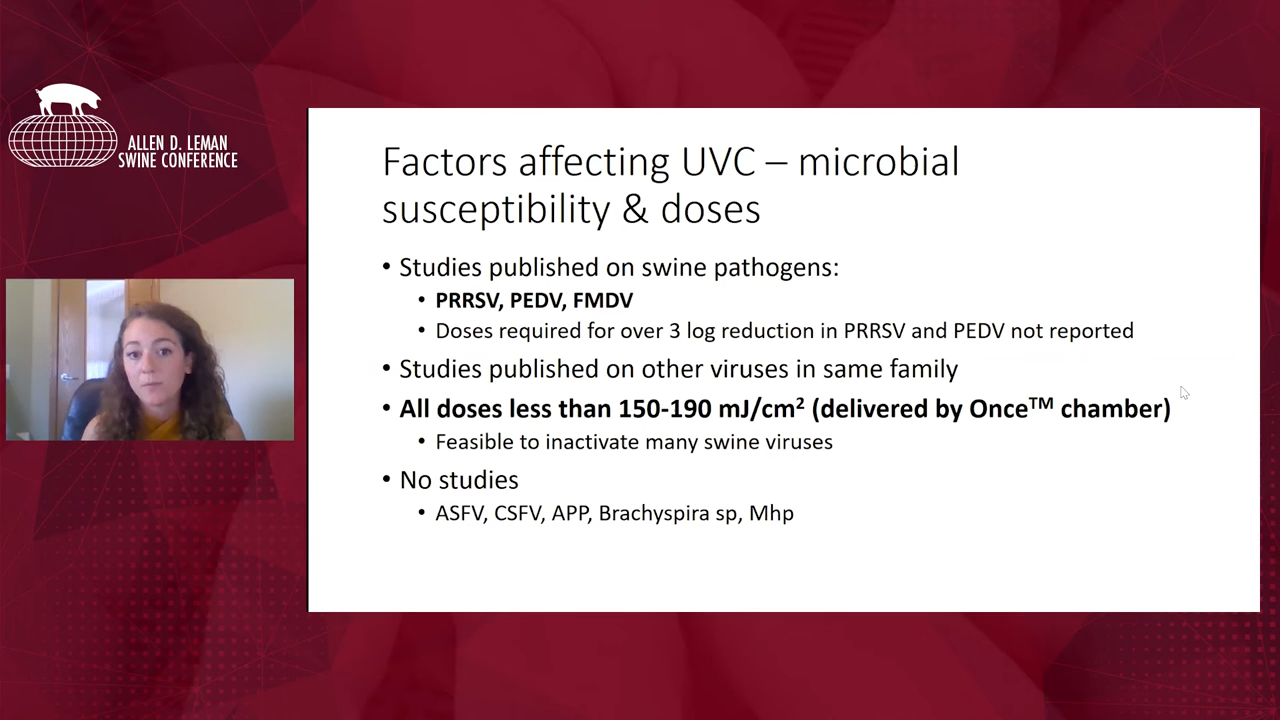 ALLEN D. LEMAN
SWINE CONFERENCE
Factors affecting UVC – microbial
susceptibility & doses
• Studies published on swine pathogens:
• PRRSV, PEDV, FMDV
• Doses required for over 3 log reduction in PRRSV and PEDV not reported
• Studies published on other viruses in same family
• All doses less than 150-190 mJ/cm² (delivered by Once™ chamber)
• Feasible to inactivate many swine viruses
• No studies
• ASFV, CSFV, APP, Brachyspira sp, Mhp